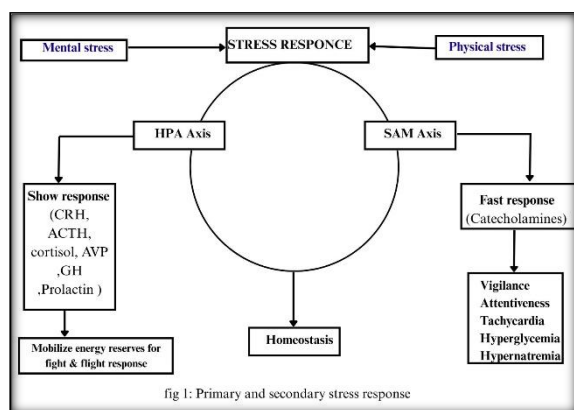 Mental stress
STRESS RESPONCE
Physical stress
HPA Axis
SAM Axis
Show response
(CRH,
ACTH,
cortisol, AVP
,GH
,Prolactin )
Fast response
(Catecholamines)
Vigilance
Attentiveness
Tachycardia
Hyperglycemia
Hypernatremia
Mobilize energy reserves for
fight & flight response
Homeostasis
fig 1: Primary and secondary stress response